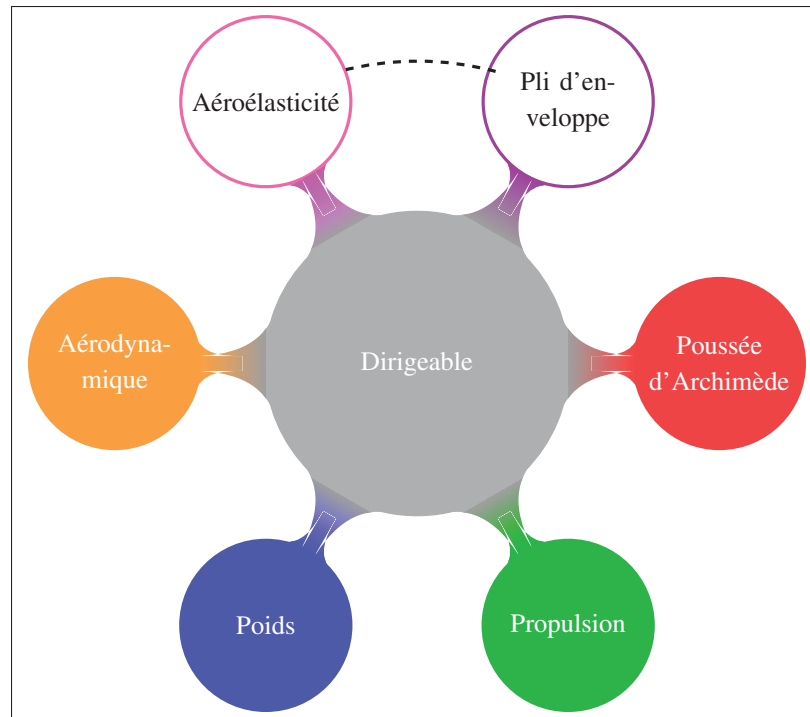 Aéroélasticité
Pli d'en-
veloppe
Aérodyna-
mique
Dirigeable
Poussée
d'Archimède
Poids
Propulsion